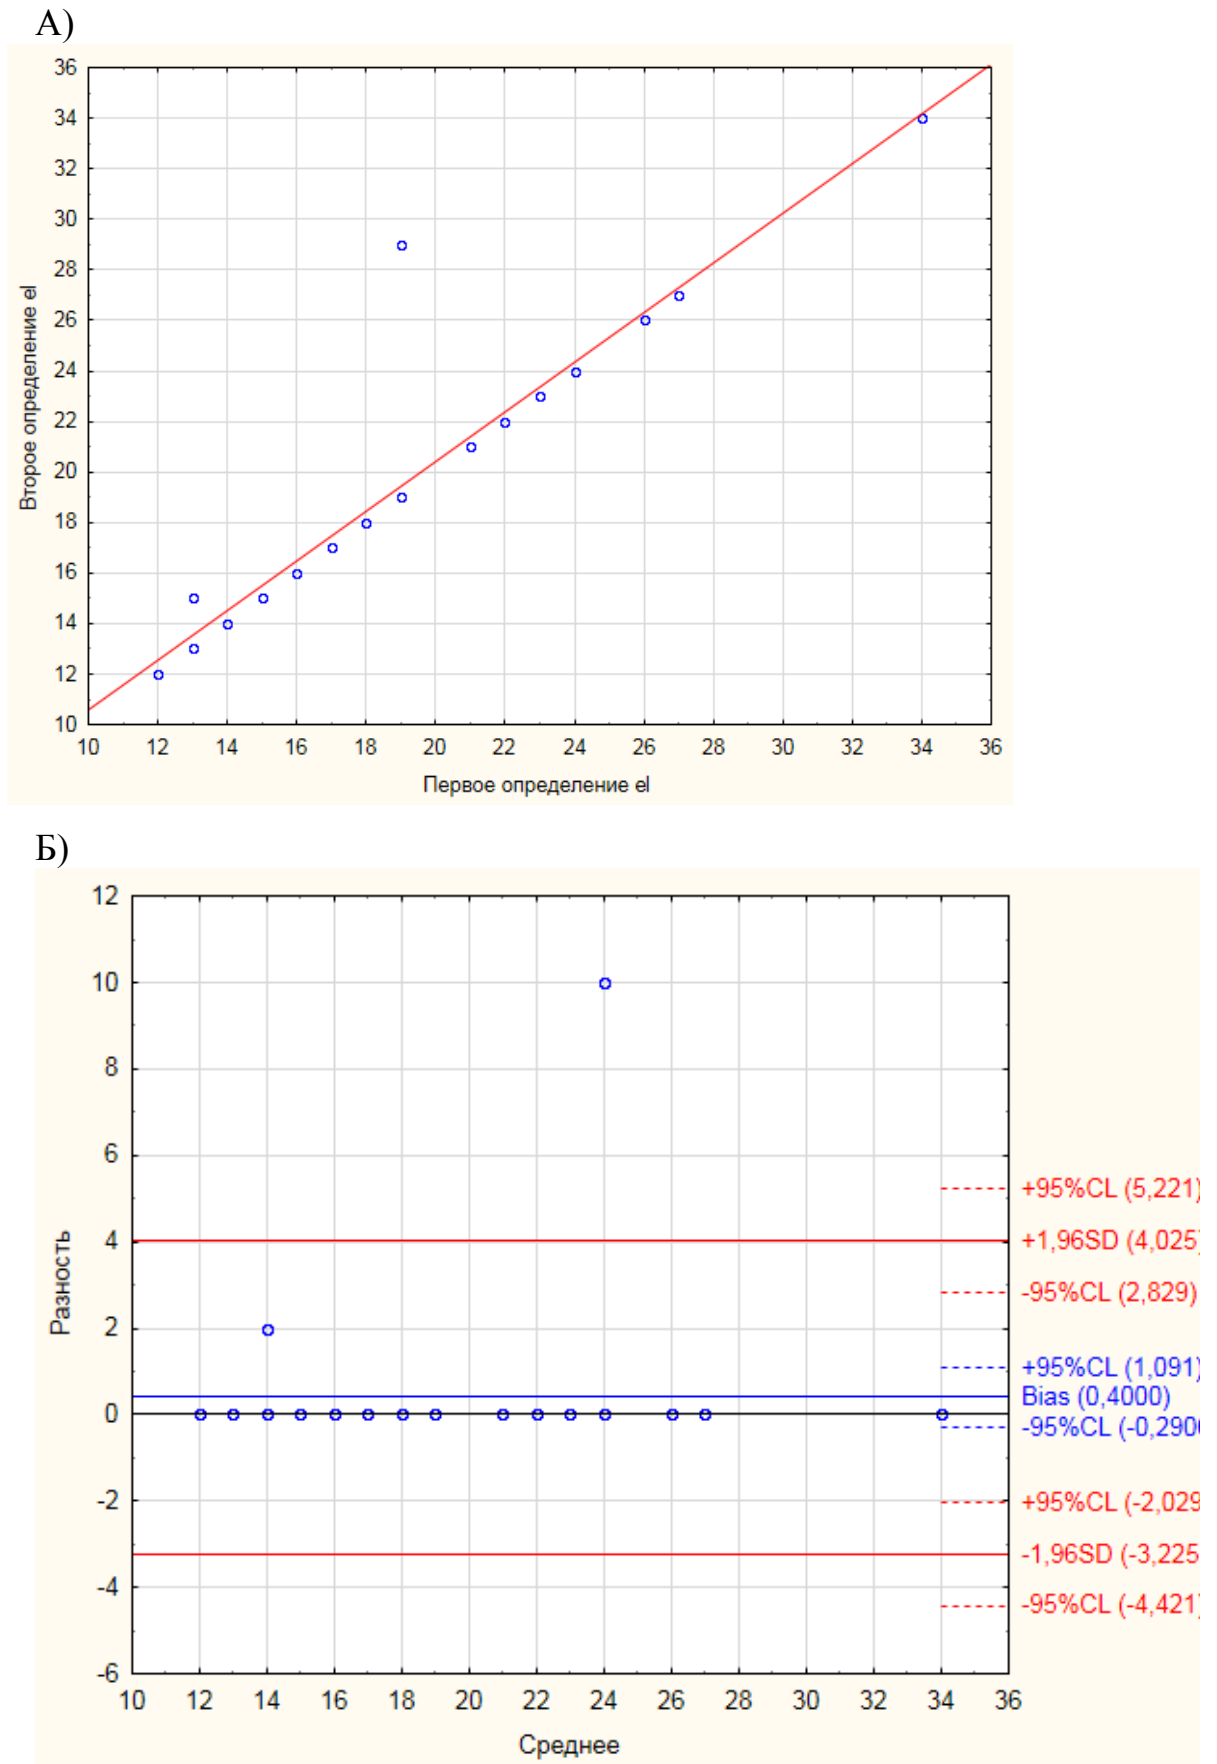 А)
36
34
32
30
28
26
24
22
20
18
16
14
12
10
Второе определение el
10 12 14 16 18 20 22 24 26 28 30 32 34 36
Первое определение el
Б)
12
10
8
6
4
2
0
-2
-4
-6
Разность
+95%CL (5,221)
+1,96SD (4,025)
-95%CL (2,829)
+95%CL (1,091)
Bias (0,4000)
-95%CL (-0,290
+95%CL (-2,029
-1,96SD (-3,225
-95%CL (-4,421)
10 12 14 16 18 20 22 24 26 28 30 32 34 36
Среднее